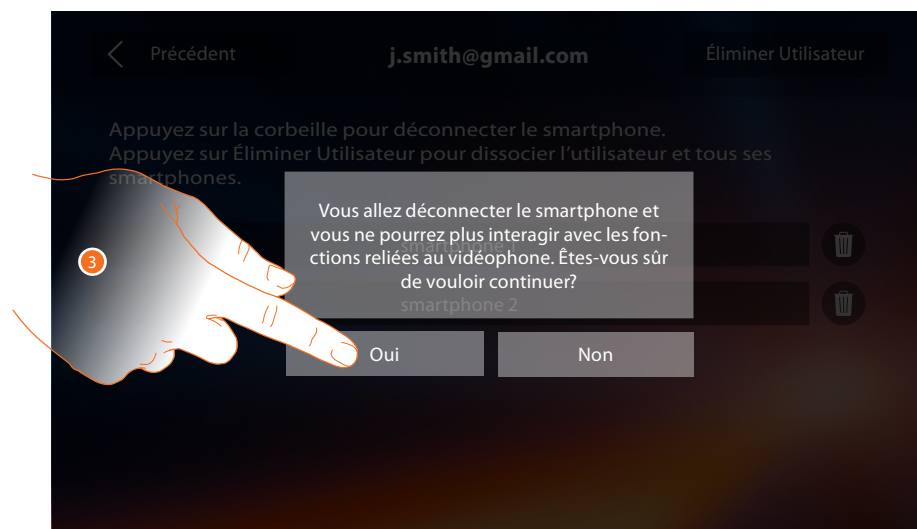 Précédent
j.smith@gmail.com
Éliminer Utilisateur
Appuyez sur la corbeille pour déconnecter le smartphone.
Appuyez sur Éliminer Utilisateur pour dissocier l’utilisateur et tous ses
smartphones.
Vous allez déconnecter le smartphone et
vous ne pourrez plus interagir avec les fon-
ctions reliées au vidéophone. Êtes-vous sûr
de vouloir continuer?
smartphone 1
smartphone 2
3
Oui
Non